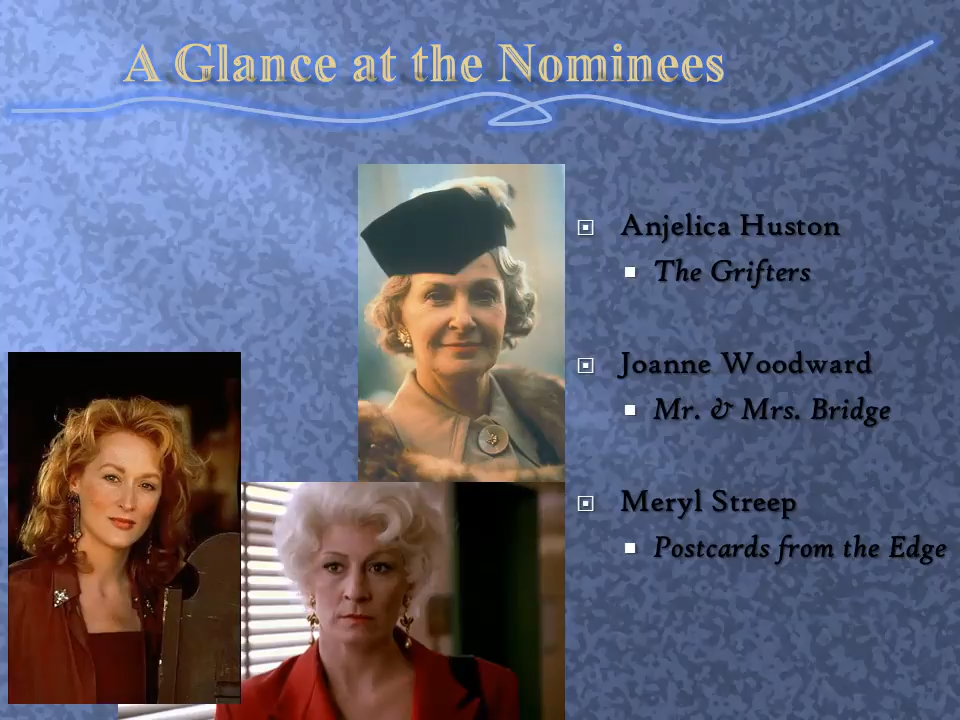 A Glance at the Nominees
Anjelica Huston
The Grifters
Joanne Woodward
Mr. & Mrs. Bridge
Meryl Streep
Postcards from the Edge